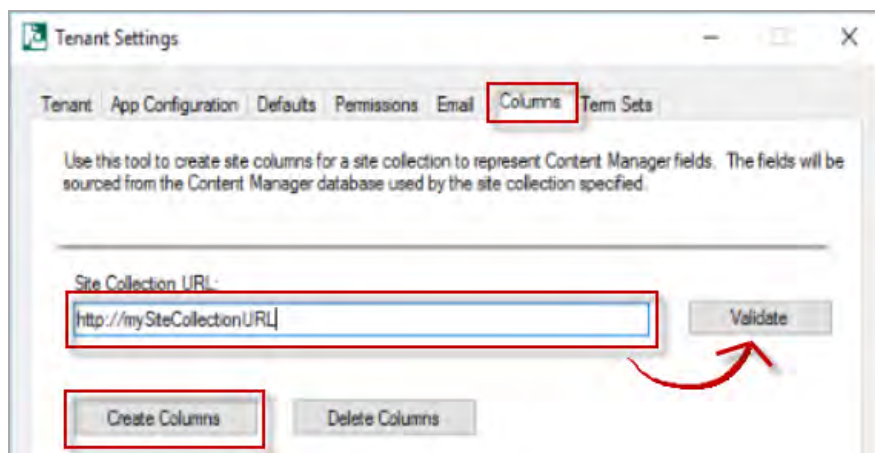 Tenant Settings
Tenant App Configuration Defaults Permissions Email Columns Term Sets
Use this tool to create site columns for a site collection to represent Content Manager fields. The fields will be
sourced from the Content Manager database used by the site collection specified.
Site Collection URL:
http://mySiteCollectionURL Validate
Create Columns Delete Columns